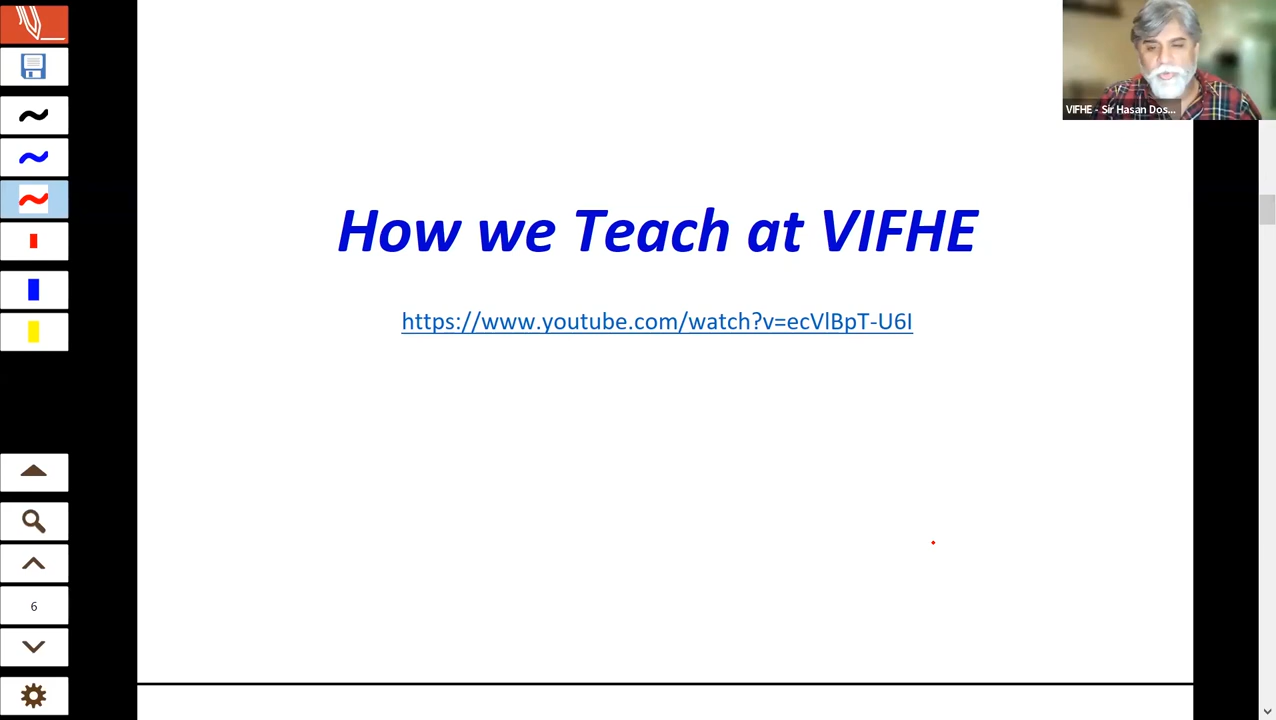 VIFHE - Sir Hasan Dos...
How we Teach at VIFHE
https://www.youtube.com/watch?v=ecVlBpT-U6I
6